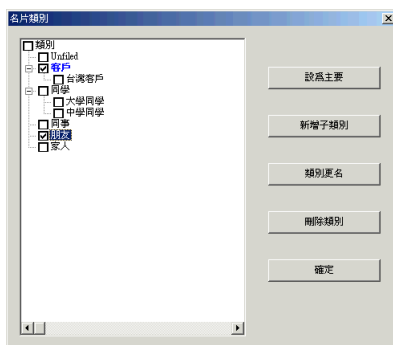 名片類別
類別
Unfiled
客戶
台灣客戶
同學
大學同學
中學同學
同事
朋友
家人
設為主要
新增子類別
類別更名
刪除類別
確定